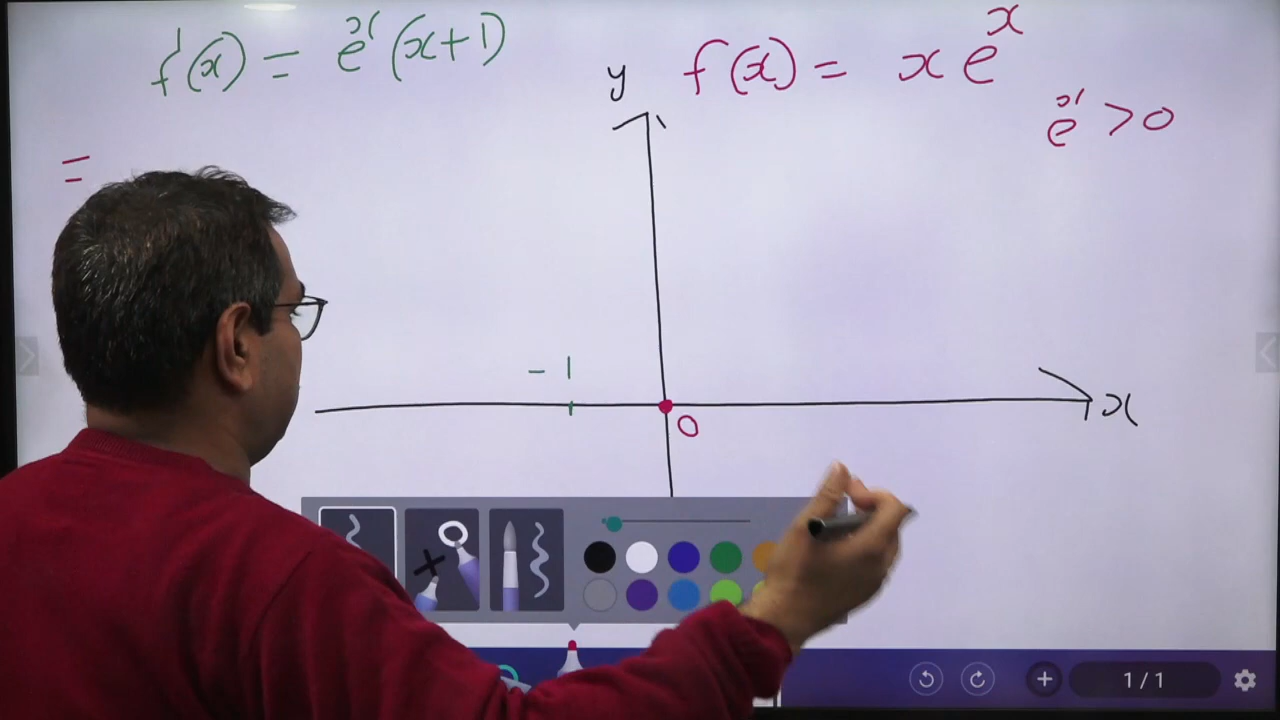 f'(x) = e^x (x+1)
f(x) = x e^x
y
e^x > 0
=
-1
0
x
1 / 1